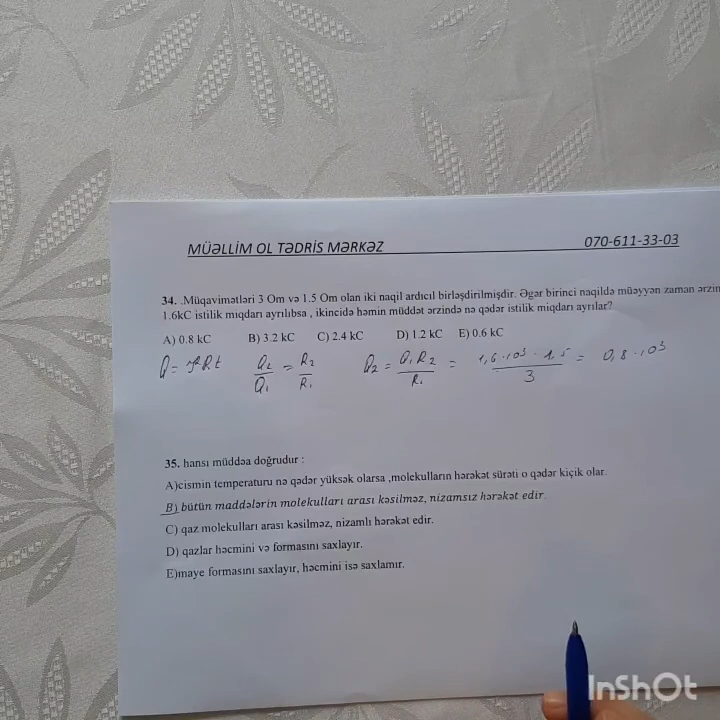 MÜƏLLİM OL TƏDRİS MƏRKƏZ 070-611-33-03
34. .Müqavimətləri 3 Om və 1.5 Om olan iki naqil ardıcıl birləşdirilmişdir. Əgər birinci naqildə müəyyən zaman ərzin
1.6kC istilik mıqdarı ayrılıbsa , ikincidə həmin müddət ərzində nə qədər istilik miqdarı ayrılar?
A) 0.8 kC B) 3.2 kC C) 2.4 kC D) 1.2 kC E) 0.6 kC
Q = I²Rt Q₂/Q₁ = R₂/R₁ Q₂ = Q₁R₂/R₁ = 1,6·10³·1.5/3 = 0,8·10³
35. hansı müddəa doğrudur :
A)cismin temperaturu nə qədər yüksək olarsa ,molekulların hərəkət sürəti o qədər kiçik olar.
B) bütün maddələrin molekulları arası kəsilməz, nizamsız hərəkət edir.
C) qaz molekulları arası kəsilməz, nizamlı hərəkət edir.
D) qazlar həcmini və formasını saxlayır.
E)maye formasını saxlayır, həcmini isə saxlamır.
InShOt